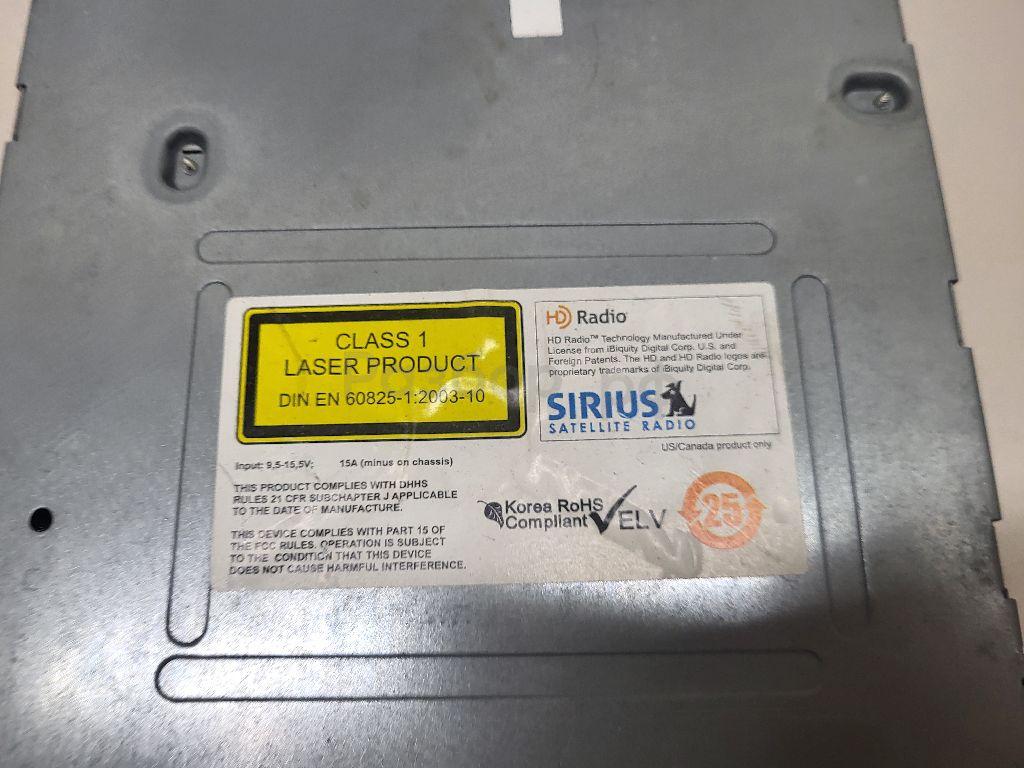 CLASS 1
LASER PRODUCT
DIN EN 60825-1:2003-10
HD Radio
HD Radio™ Technology Manufactured Under
License from iBiquity Digital Corp. U.S. and
Foreign Patents. The HD and HD Radio logos are
proprietary trademarks of iBiquity Digital Corp.
SIRIUS
SATELLITE RADIO
US/Canada product only
Input: 9,5-15,5V; 15A (minus on chassis)
THIS PRODUCT COMPLIES WITH DHHS
RULES 21 CFR SUBCHAPTER J APPLICABLE
TO THE DATE OF MANUFACTURE.
THIS DEVICE COMPLIES WITH PART 15 OF
THE FCC RULES. OPERATION IS SUBJECT
TO THE CONDITION THAT THIS DEVICE
DOES NOT CAUSE HARMFUL INTERFERENCE.
Korea RoHS
Compliant
ELV
25